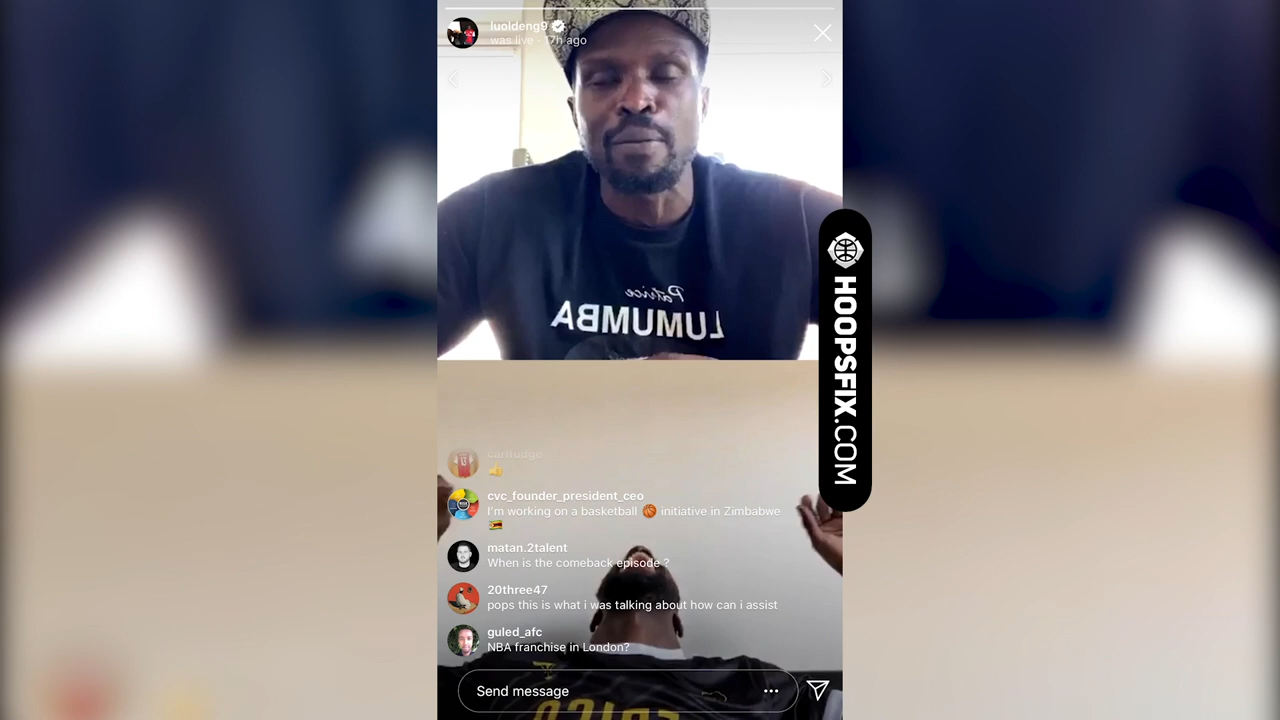 luoldeng9
was live · 17h ago
Patrice
LUMUMBA
HOOPSFIX.COM
carltudge
👍
cvc_founder_president_ceo
I'm working on a basketball 🏀 initiative in Zimbabwe
🇿🇼
matan.2talent
When is the comeback episode ?
20three47
pops this is what i was talking about how can i assist
guled_afc
NBA franchise in London?
Send message